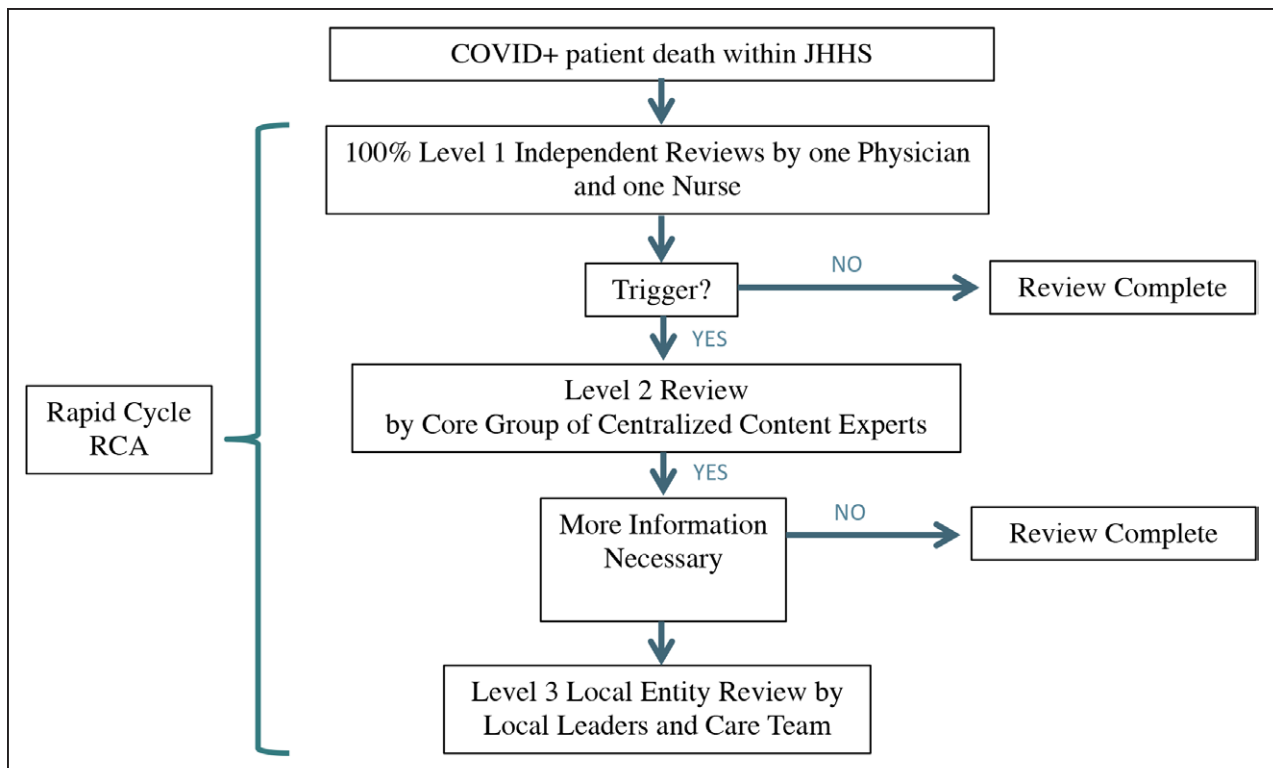 COVID+ patient death within JHHS
100% Level 1 Independent Reviews by one Physician
and one Nurse
Trigger?
NO
Review Complete
YES
Level 2 Review
by Core Group of Centralized Content Experts
Rapid Cycle
RCA
YES
More Information
Necessary
NO
Review Complete
Level 3 Local Entity Review by
Local Leaders and Care Team